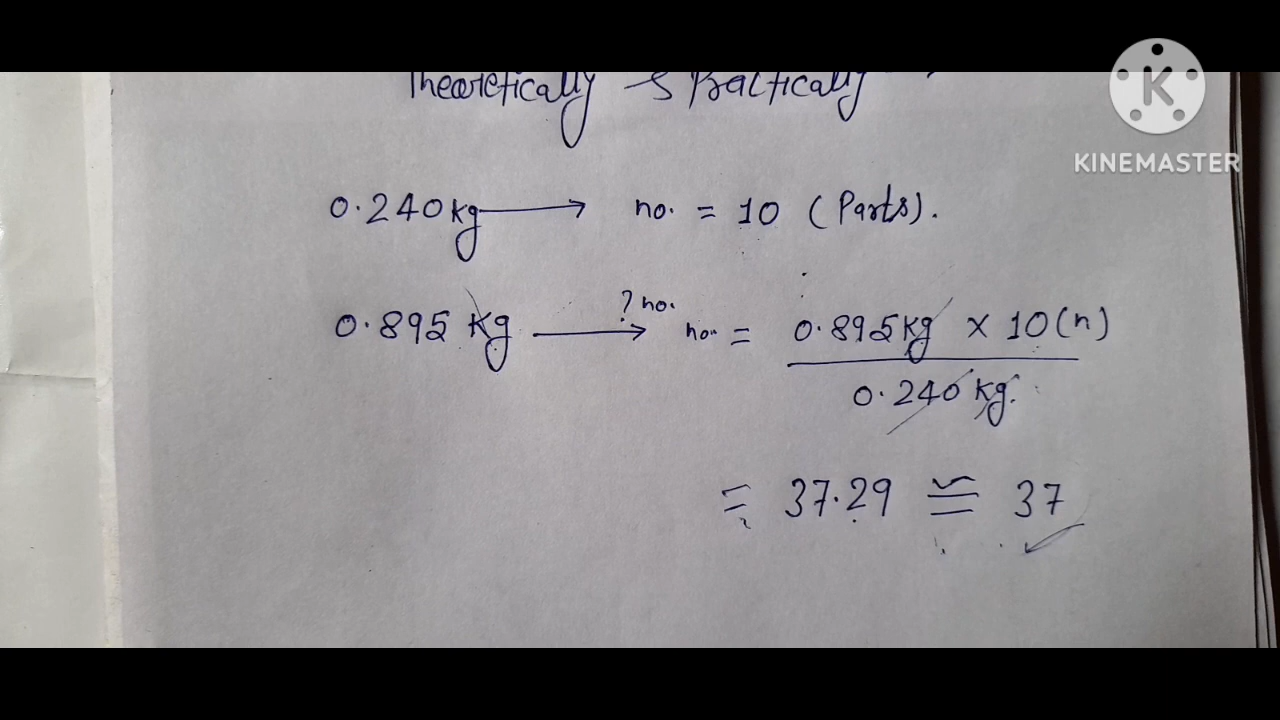 Theoretically → Practically
KINEMASTER
0.240 kg → no. = 10 (Parts).
0.895 kg →? no. no. = 0.895 kg × 10 (n)
0.240 kg.
= 37.29 ≅ 37